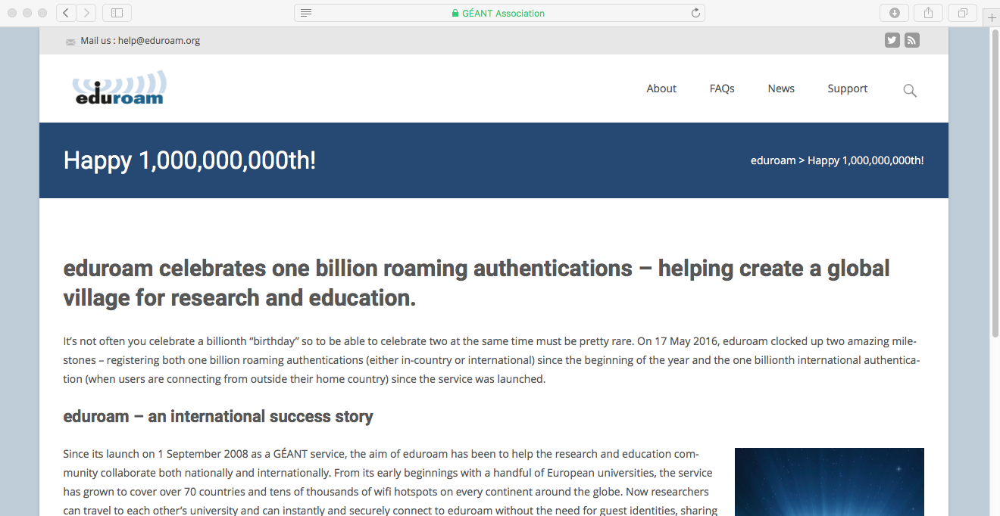 GÉANT Association
Mail us : help@eduroam.org
eduroam
About
FAQs
News
Support
Happy 1,000,000,000th!
eduroam > Happy 1,000,000,000th!
eduroam celebrates one billion roaming authentications – helping create a global
village for research and education.
It’s not often you celebrate a billionth “birthday” so to be able to celebrate two at the same time must be pretty rare. On 17 May 2016, eduroam clocked up two amazing mile-
stones – registering both one billion roaming authentications (either in-country or international) since the beginning of the year and the one billionth international authentica-
tion (when users are connecting from outside their home country) since the service was launched.
eduroam – an international success story
Since its launch on 1 September 2008 as a GÉANT service, the aim of eduroam has been to help the research and education com-
munity collaborate both nationally and internationally. From its early beginnings with a handful of European universities, the service
has grown to cover over 70 countries and tens of thousands of wifi hotspots on every continent around the globe. Now researchers
can travel to each other’s university and can instantly and securely connect to eduroam without the need for guest identities, sharing